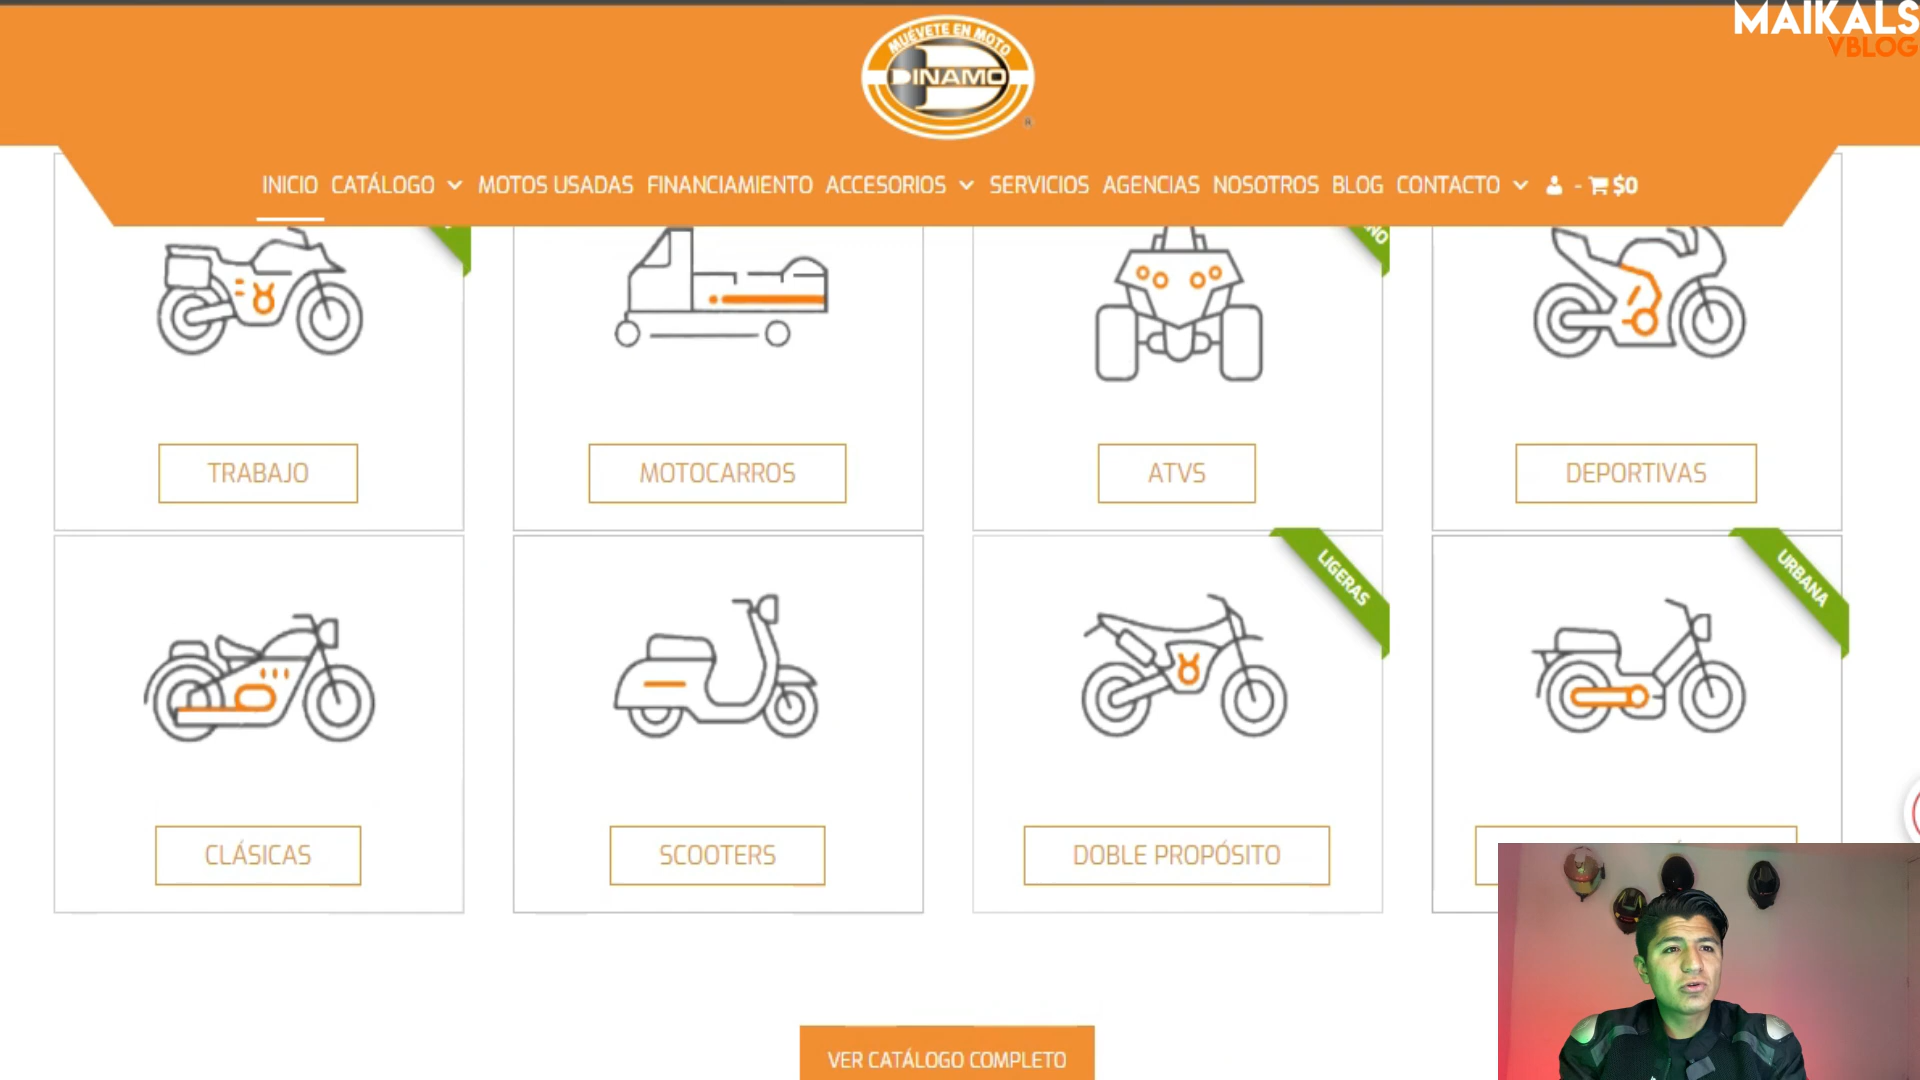 MAIKALS
VBLOG
MUÉVETE EN MOTO
DINAMO
®
INICIO CATÁLOGO MOTOS USADAS FINANCIAMIENTO ACCESORIOS SERVICIOS AGENCIAS NOSOTROS BLOG CONTACTO - $0
TRABAJO
MOTOCARROS
ATVS
DEPORTIVAS
LIGERAS
URBANA
CLÁSICAS
SCOOTERS
DOBLE PROPÓSITO
VER CATÁLOGO COMPLETO